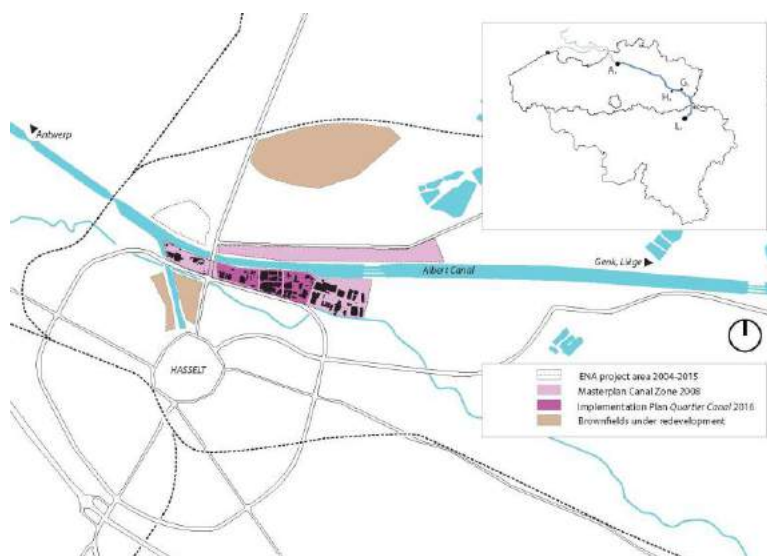 Antwerp
A.
G.
H.
L.
Genk, Liège
Albert Canal
HASSELT
ENA project area 2004-2015
Masterplan Canal Zone 2008
Implementation Plan Quartier Canal 2016
Brownfields under redevelopment